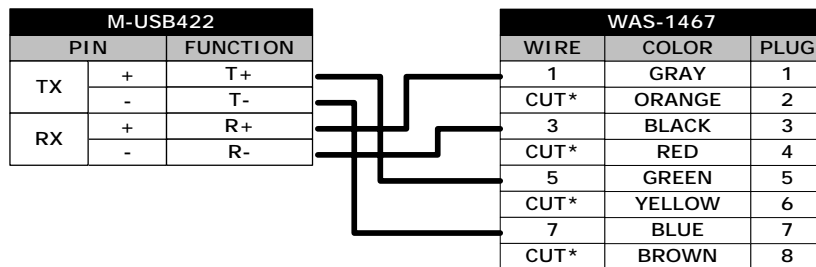 M-USB422 WAS-1467
PIN FUNCTION WIRE COLOR PLUG
TX + T+ 1 GRAY 1
- T- CUT* ORANGE 2
RX + R+ 3 BLACK 3
- R- CUT* RED 4
5 GREEN 5
CUT* YELLOW 6
7 BLUE 7
CUT* BROWN 8